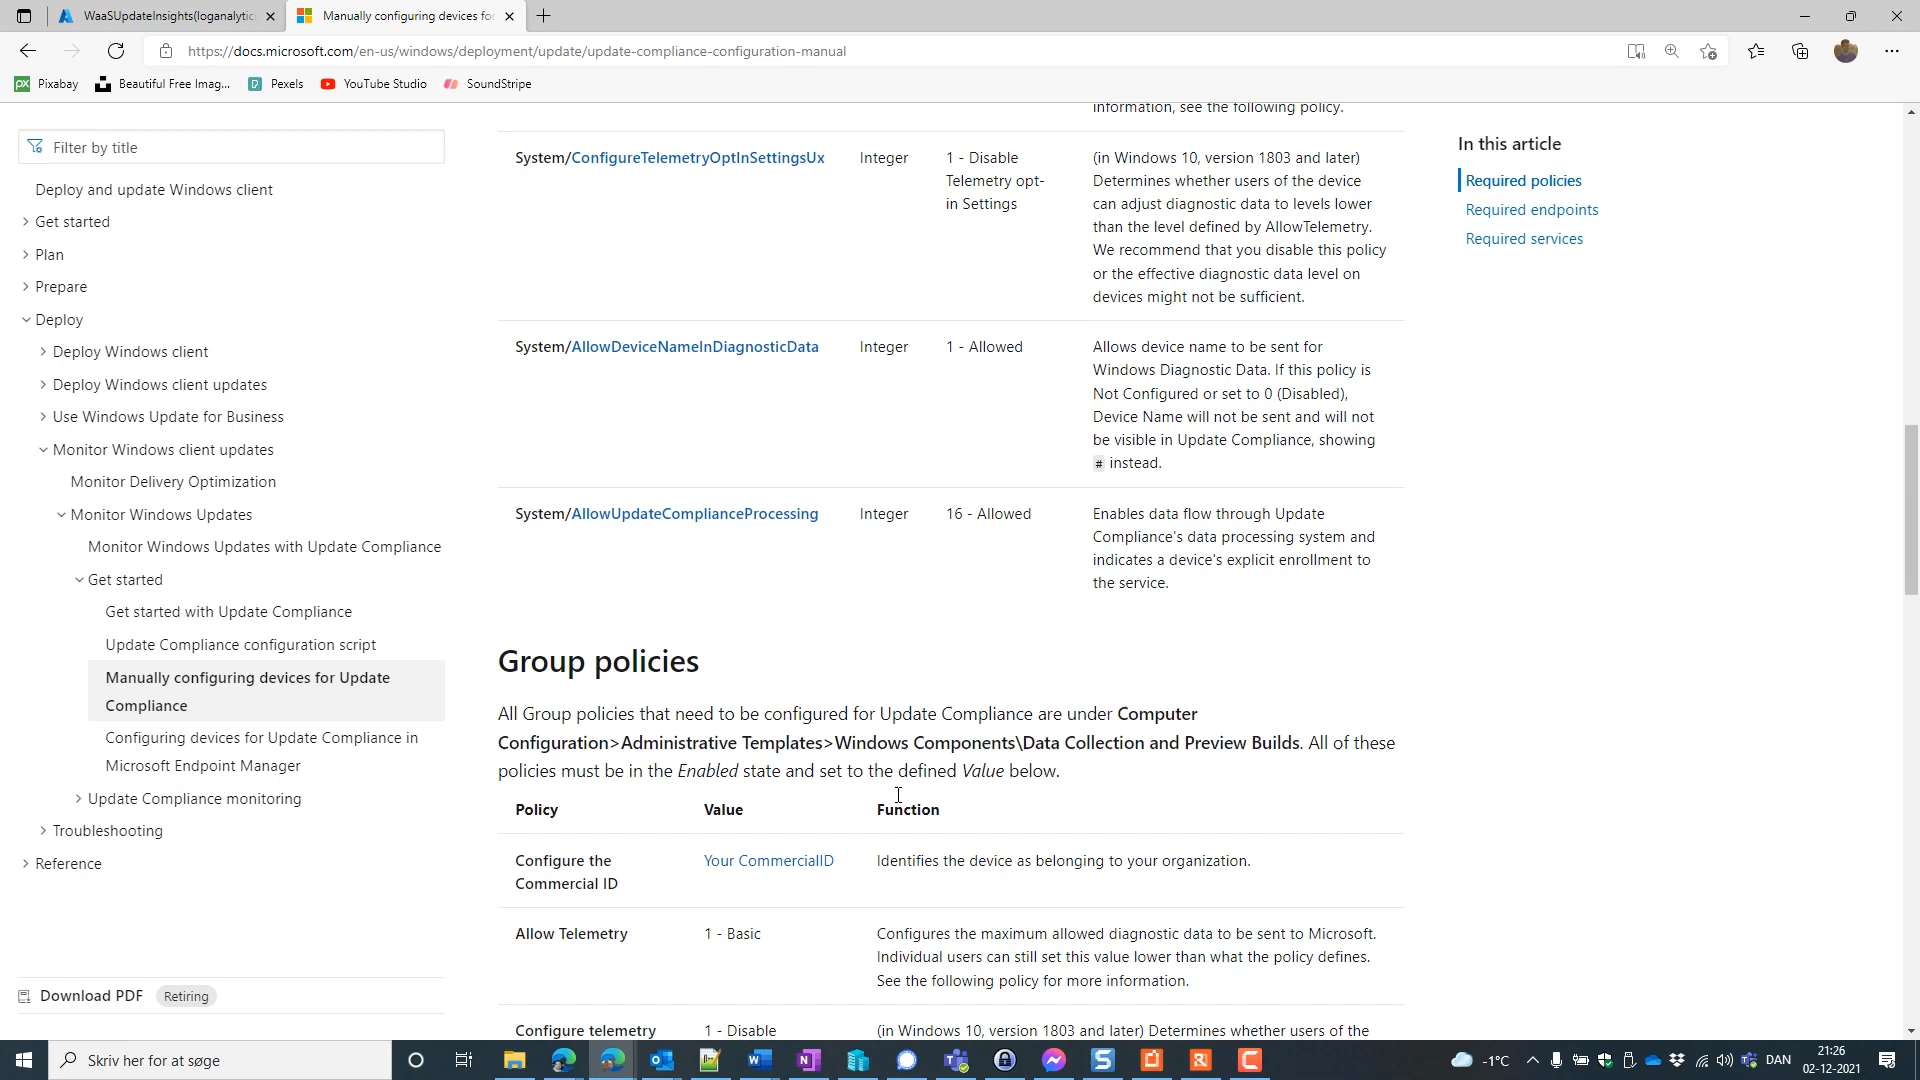 WaaSUpdateInsights(loganalytic
Manually configuring devices for
https://docs.microsoft.com/en-us/windows/deployment/update/update-compliance-configuration-manual
px Pixabay
Beautiful Free Imag...
Pexels
YouTube Studio
SoundStripe
Filter by title
Deploy and update Windows client
Get started
Plan
Prepare
Deploy
Deploy Windows client
Deploy Windows client updates
Use Windows Update for Business
Monitor Windows client updates
Monitor Delivery Optimization
Monitor Windows Updates
Monitor Windows Updates with Update Compliance
Get started
Get started with Update Compliance
Update Compliance configuration script
Manually configuring devices for Update
Compliance
Configuring devices for Update Compliance in
Microsoft Endpoint Manager
Update Compliance monitoring
Troubleshooting
Reference
Download PDF Retiring
information, see the following policy.
System/ConfigureTelemetryOptInSettingsUx
Integer
1 - Disable
Telemetry opt-
in Settings
(in Windows 10, version 1803 and later)
Determines whether users of the device
can adjust diagnostic data to levels lower
than the level defined by AllowTelemetry.
We recommend that you disable this policy
or the effective diagnostic data level on
devices might not be sufficient.
System/AllowDeviceNameInDiagnosticData
Integer
1 - Allowed
Allows device name to be sent for
Windows Diagnostic Data. If this policy is
Not Configured or set to 0 (Disabled),
Device Name will not be sent and will not
be visible in Update Compliance, showing
# instead.
System/AllowUpdateComplianceProcessing
Integer
16 - Allowed
Enables data flow through Update
Compliance's data processing system and
indicates a device's explicit enrollment to
the service.
Group policies
All Group policies that need to be configured for Update Compliance are under Computer
Configuration>Administrative Templates>Windows Components\Data Collection and Preview Builds. All of these
policies must be in the Enabled state and set to the defined Value below.
Policy
Value
Function
Configure the
Commercial ID
Your CommercialID
Identifies the device as belonging to your organization.
Allow Telemetry
1 - Basic
Configures the maximum allowed diagnostic data to be sent to Microsoft.
Individual users can still set this value lower than what the policy defines.
See the following policy for more information.
Configure telemetry
1 - Disable
(in Windows 10, version 1803 and later) Determines whether users of the
In this article
Required policies
Required endpoints
Required services
Skriv her for at søge
-1°C
DAN
21:26
02-12-2021